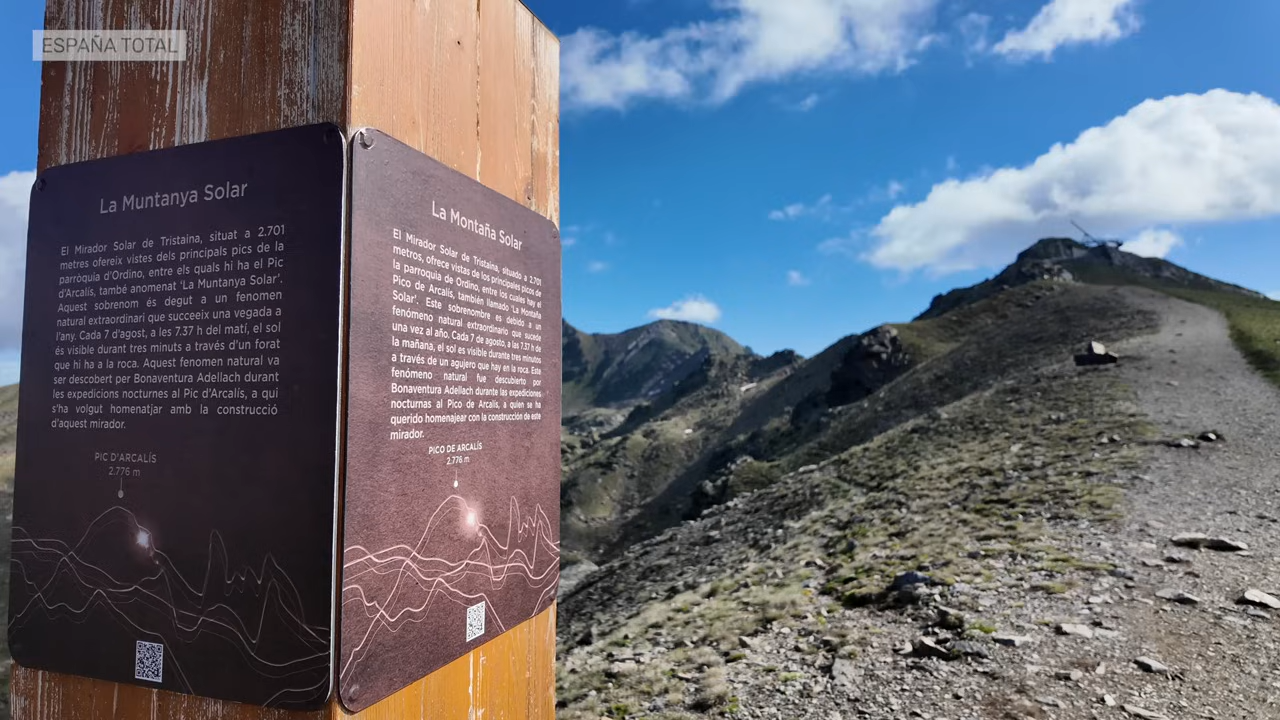 ESPAÑA TOTAL
La Muntanya Solar
El Mirador Solar de Tristaina, situat a 2.701
metres ofereix vistes dels principals pics de la
parròquia d'Ordino, entre els quals hi ha el Pic
d'Arcalís, també anomenat 'La Muntanya Solar'.
Aquest sobrenom és degut a un fenomen
natural extraordinari que succeeix una vegada a
l'any. Cada 7 d'agost, a les 7.37 h del matí, el sol
és visible durant tres minuts a través d'un forat
que hi ha a la roca. Aquest fenomen natural va
ser descobert per Bonaventura Adellach durant
les expedicions nocturnes al Pic d'Arcalís, a qui
s'ha volgut homenatjar amb la construcció
d'aquest mirador.
PIC D'ARCALÍS
2.776 m
La Montaña Solar
El Mirador Solar de Tristaina, situado a 2.701
metros, ofrece vistas de los principales picos de
la parroquia de Ordino, entre los cuales hay el
Pico de Arcalís, también llamado 'La Montaña
Solar'. Este sobrenombre es debido a un
fenómeno natural extraordinario que sucede
una vez al año. Cada 7 de agosto, a las 7.37 h de
la mañana, el sol es visible durante tres minutos
a través de un agujero que hay en la roca. Este
fenómeno natural fue descubierto por
Bonaventura Adellach durante las expediciones
nocturnas al Pico de Arcalís, a quien se ha
querido homenajear con la construcción de este
mirador.
PICO DE ARCALÍS
2.776 m